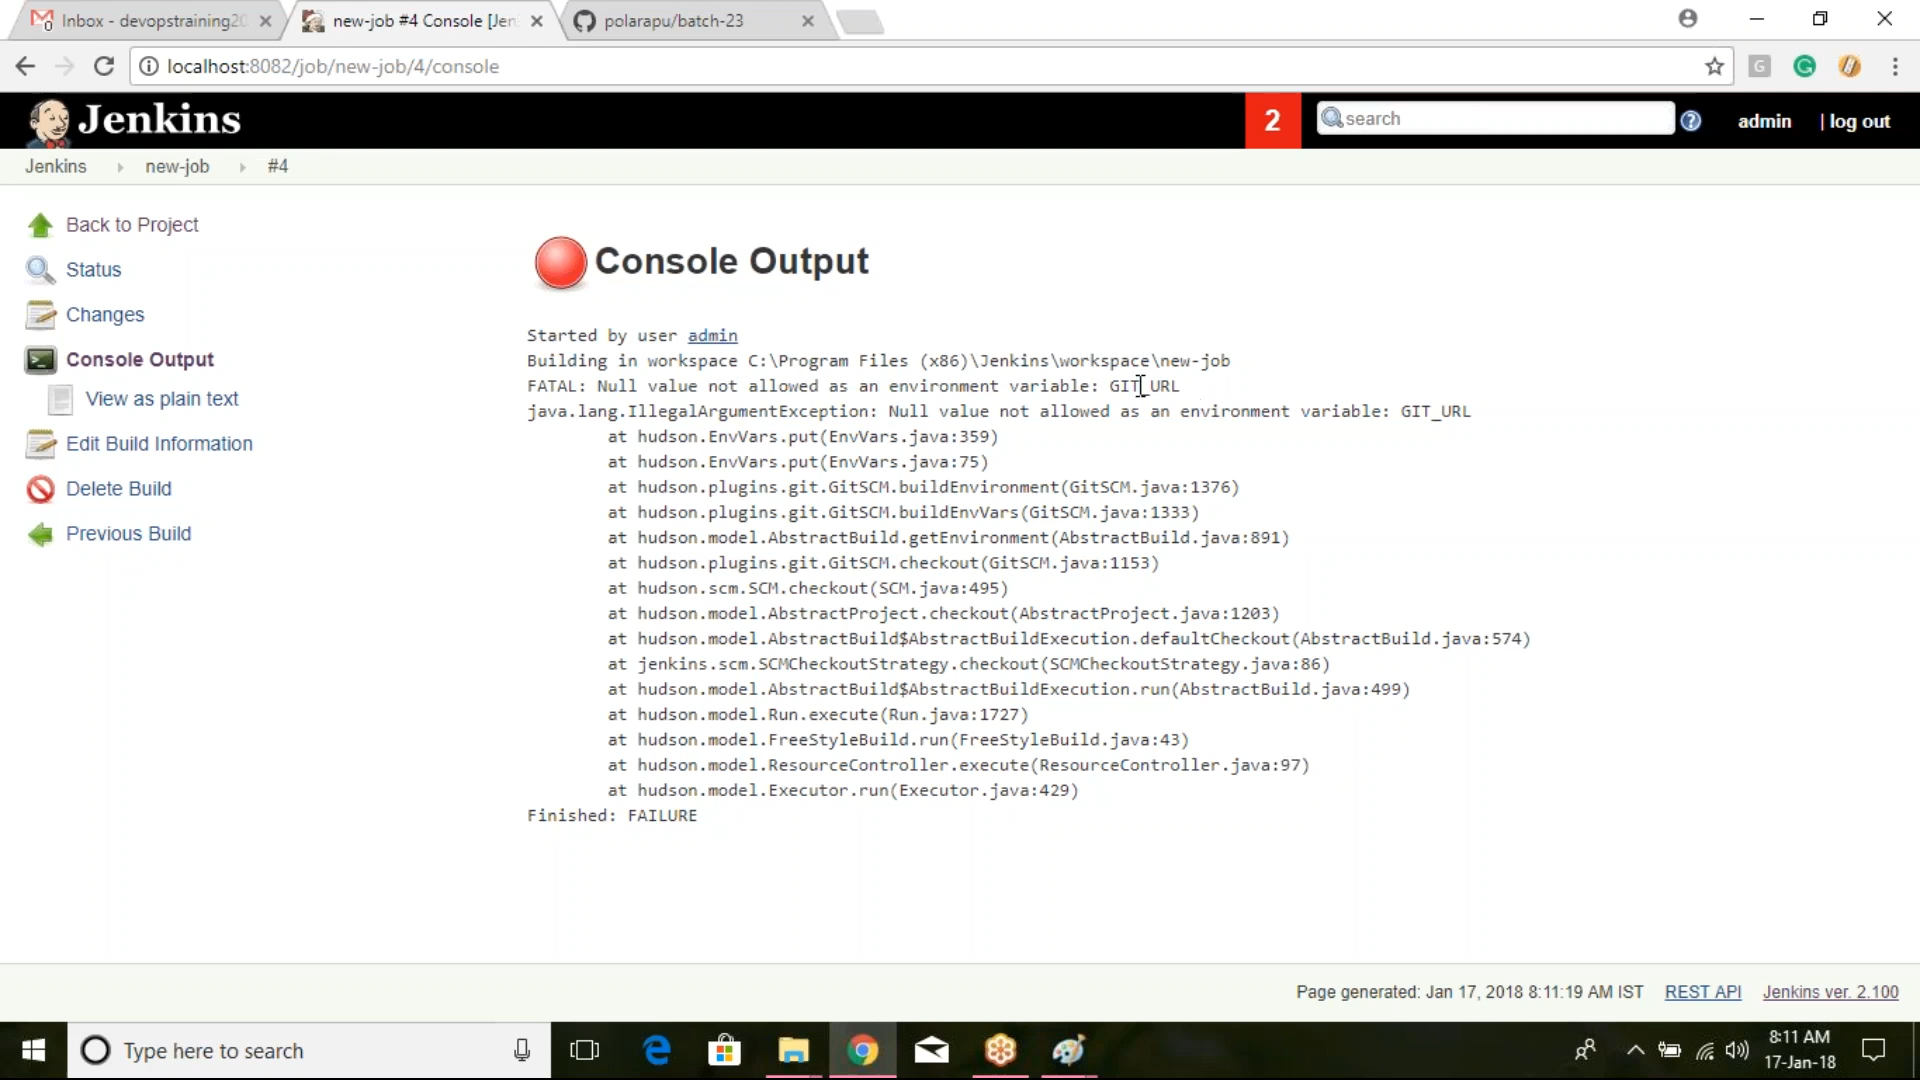 Inbox - devopstraining20
new-job #4 Console [Jen
polarapu/batch-23
localhost:8082/job/new-job/4/console
Jenkins
2
search
admin
| log out
Jenkins
new-job
#4
Back to Project
Status
Changes
Console Output
View as plain text
Edit Build Information
Delete Build
Previous Build
Console Output
Started by user admin
Building in workspace C:\Program Files (x86)\Jenkins\workspace\new-job
FATAL: Null value not allowed as an environment variable: GIT_URL
java.lang.IllegalArgumentException: Null value not allowed as an environment variable: GIT_URL
at hudson.EnvVars.put(EnvVars.java:359)
at hudson.EnvVars.put(EnvVars.java:75)
at hudson.plugins.git.GitSCM.buildEnvironment(GitSCM.java:1376)
at hudson.plugins.git.GitSCM.buildEnvVars(GitSCM.java:1333)
at hudson.model.AbstractBuild.getEnvironment(AbstractBuild.java:891)
at hudson.plugins.git.GitSCM.checkout(GitSCM.java:1153)
at hudson.scm.SCM.checkout(SCM.java:495)
at hudson.model.AbstractProject.checkout(AbstractProject.java:1203)
at hudson.model.AbstractBuild$AbstractBuildExecution.defaultCheckout(AbstractBuild.java:574)
at jenkins.scm.SCMCheckoutStrategy.checkout(SCMCheckoutStrategy.java:86)
at hudson.model.AbstractBuild$AbstractBuildExecution.run(AbstractBuild.java:499)
at hudson.model.Run.execute(Run.java:1727)
at hudson.model.FreeStyleBuild.run(FreeStyleBuild.java:43)
at hudson.model.ResourceController.execute(ResourceController.java:97)
at hudson.model.Executor.run(Executor.java:429)
Finished: FAILURE
Page generated: Jan 17, 2018 8:11:19 AM IST
REST API
Jenkins ver. 2.100
Type here to search
8:11 AM
17-Jan-18